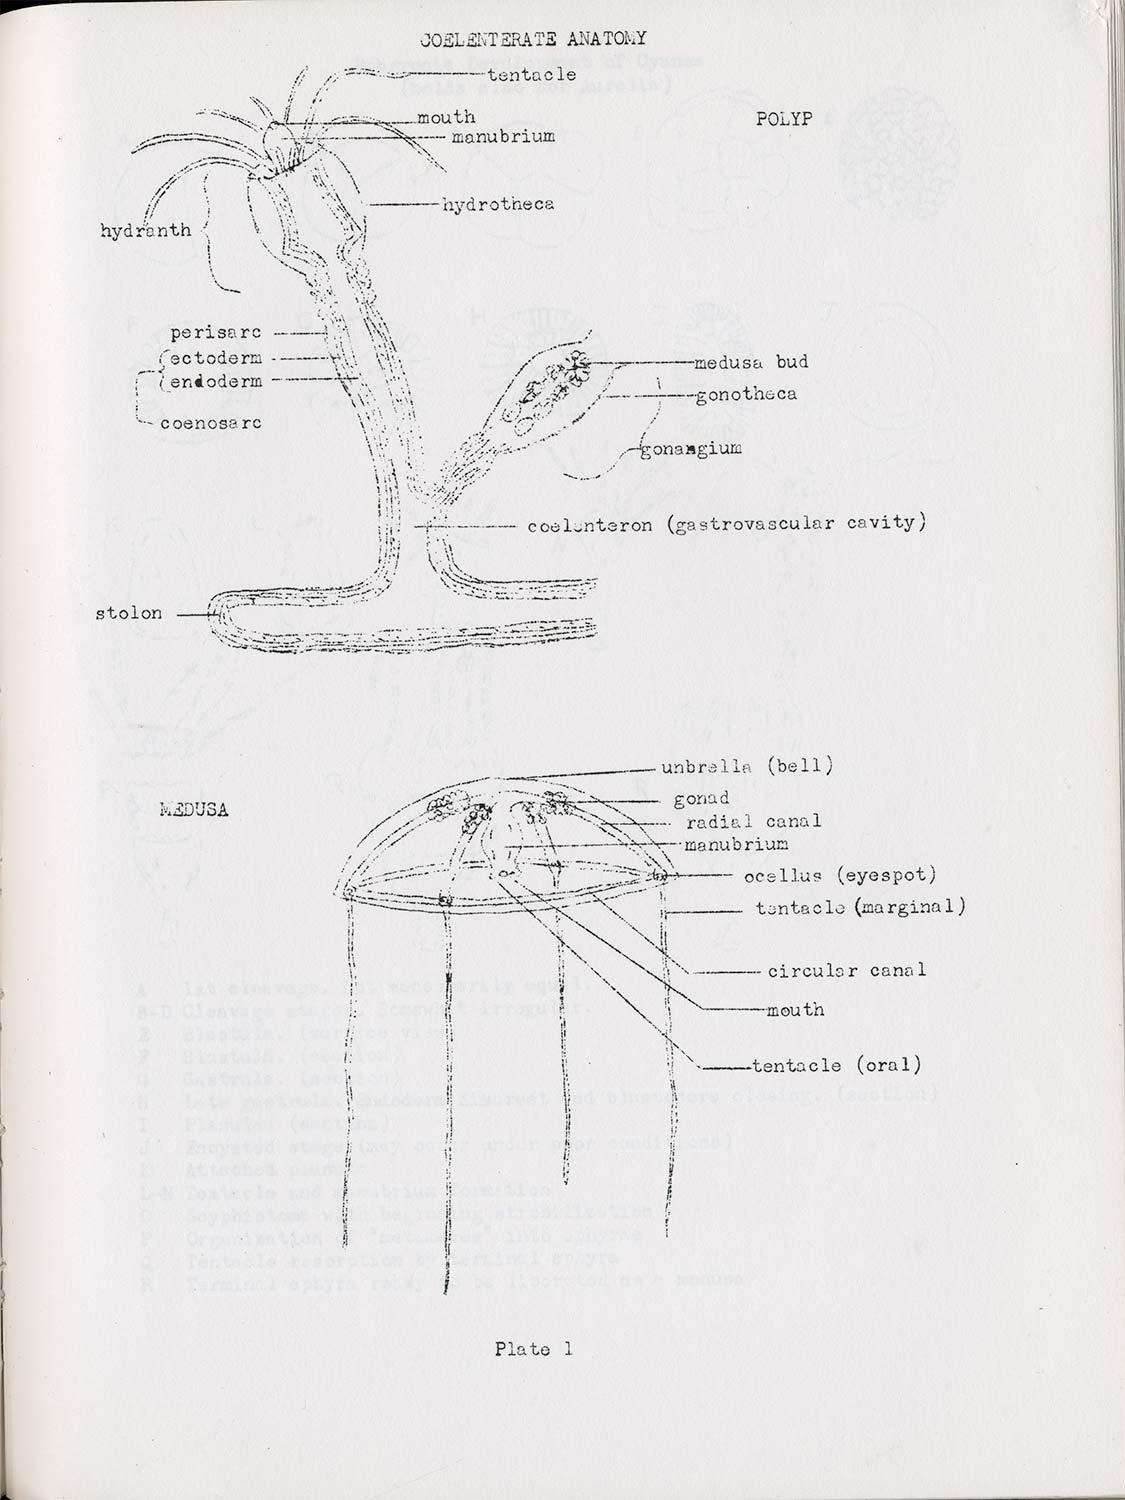 COELENTERATE ANATOMY
tentacle
POLYP
mouth
manubrium
hydrotheca
hydranth
perisarc
ectoderm
endoderm
coenosarc
medusa bud
gonotheca
gonangium
coelenteron (gastrovascular cavity)
stolon
MEDUSA
unbrella (bell)
gonad
radial canal
manubrium
ocellus (eyespot)
tentacle (marginal)
circular canal
mouth
tentacle (oral)
Plate 1